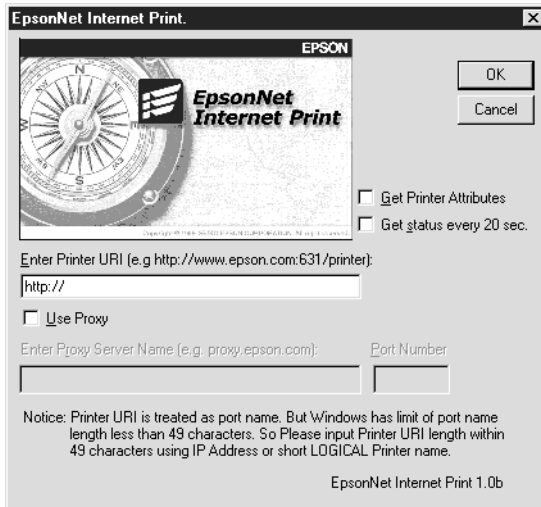 EpsonNet Internet Print.
EPSON
EpsonNet
Internet Print
OK
Cancel
Get Printer Attributes
Get status every 20 sec.
Enter Printer URI (e.g http://www.epson.com:631/printer):
http://
Use Proxy
Enter Proxy Server Name (e.g. proxy.epson.com):
Port Number
Notice: Printer URI is treated as port name. But Windows has limit of port name
length less than 49 characters. So Please input Printer URI length within
49 characters using IP Address or short LOGICAL Printer name.
EpsonNet Internet Print 1.0b